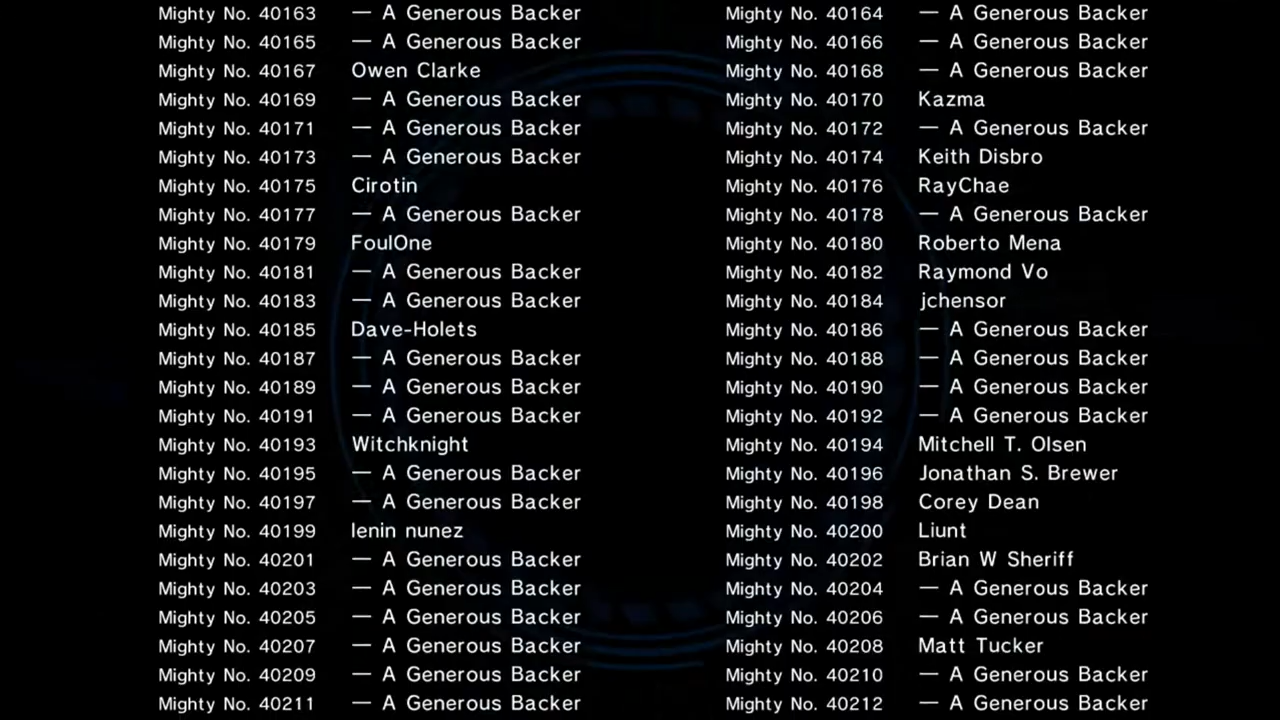 Mighty No. 40163 — A Generous Backer Mighty No. 40164 — A Generous Backer
Mighty No. 40165 — A Generous Backer Mighty No. 40166 — A Generous Backer
Mighty No. 40167 Owen Clarke Mighty No. 40168 — A Generous Backer
Mighty No. 40169 — A Generous Backer Mighty No. 40170 Kazma
Mighty No. 40171 — A Generous Backer Mighty No. 40172 — A Generous Backer
Mighty No. 40173 — A Generous Backer Mighty No. 40174 Keith Disbro
Mighty No. 40175 Cirotin Mighty No. 40176 RayChae
Mighty No. 40177 — A Generous Backer Mighty No. 40178 — A Generous Backer
Mighty No. 40179 FoulOne Mighty No. 40180 Roberto Mena
Mighty No. 40181 — A Generous Backer Mighty No. 40182 Raymond Vo
Mighty No. 40183 — A Generous Backer Mighty No. 40184 jchensor
Mighty No. 40185 Dave-Holets Mighty No. 40186 — A Generous Backer
Mighty No. 40187 — A Generous Backer Mighty No. 40188 — A Generous Backer
Mighty No. 40189 — A Generous Backer Mighty No. 40190 — A Generous Backer
Mighty No. 40191 — A Generous Backer Mighty No. 40192 — A Generous Backer
Mighty No. 40193 Witchknight Mighty No. 40194 Mitchell T. Olsen
Mighty No. 40195 — A Generous Backer Mighty No. 40196 Jonathan S. Brewer
Mighty No. 40197 — A Generous Backer Mighty No. 40198 Corey Dean
Mighty No. 40199 lenin nunez Mighty No. 40200 Liunt
Mighty No. 40201 — A Generous Backer Mighty No. 40202 Brian W Sheriff
Mighty No. 40203 — A Generous Backer Mighty No. 40204 — A Generous Backer
Mighty No. 40205 — A Generous Backer Mighty No. 40206 — A Generous Backer
Mighty No. 40207 — A Generous Backer Mighty No. 40208 Matt Tucker
Mighty No. 40209 — A Generous Backer Mighty No. 40210 — A Generous Backer
Mighty No. 40211 — A Generous Backer Mighty No. 40212 — A Generous Backer